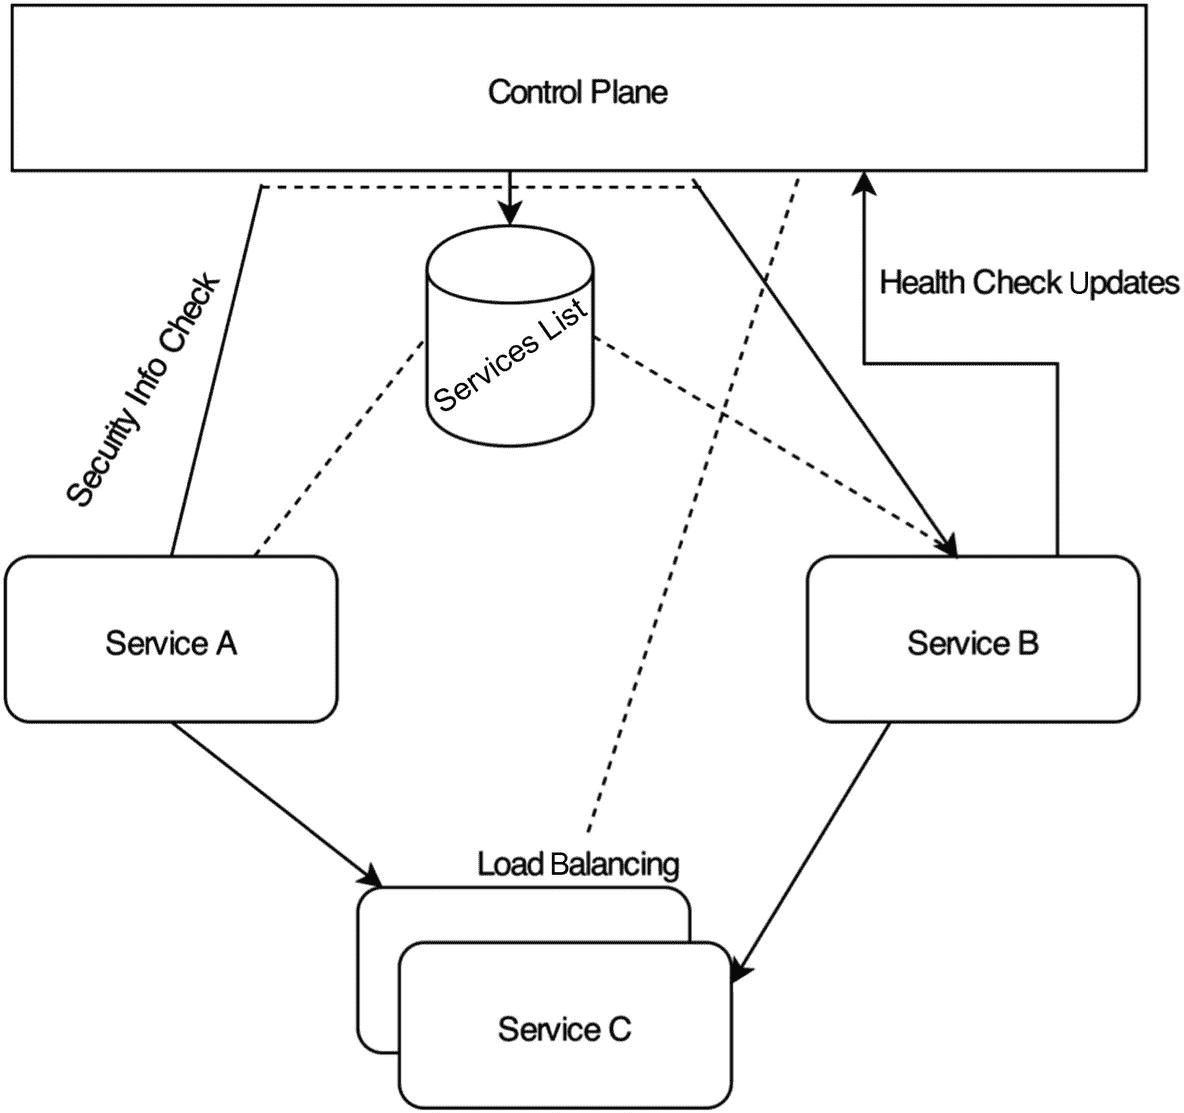 Control Plane
Health Check Updates
Security Info Check
Services List
Service A
Service B
Load Balancing
Service C